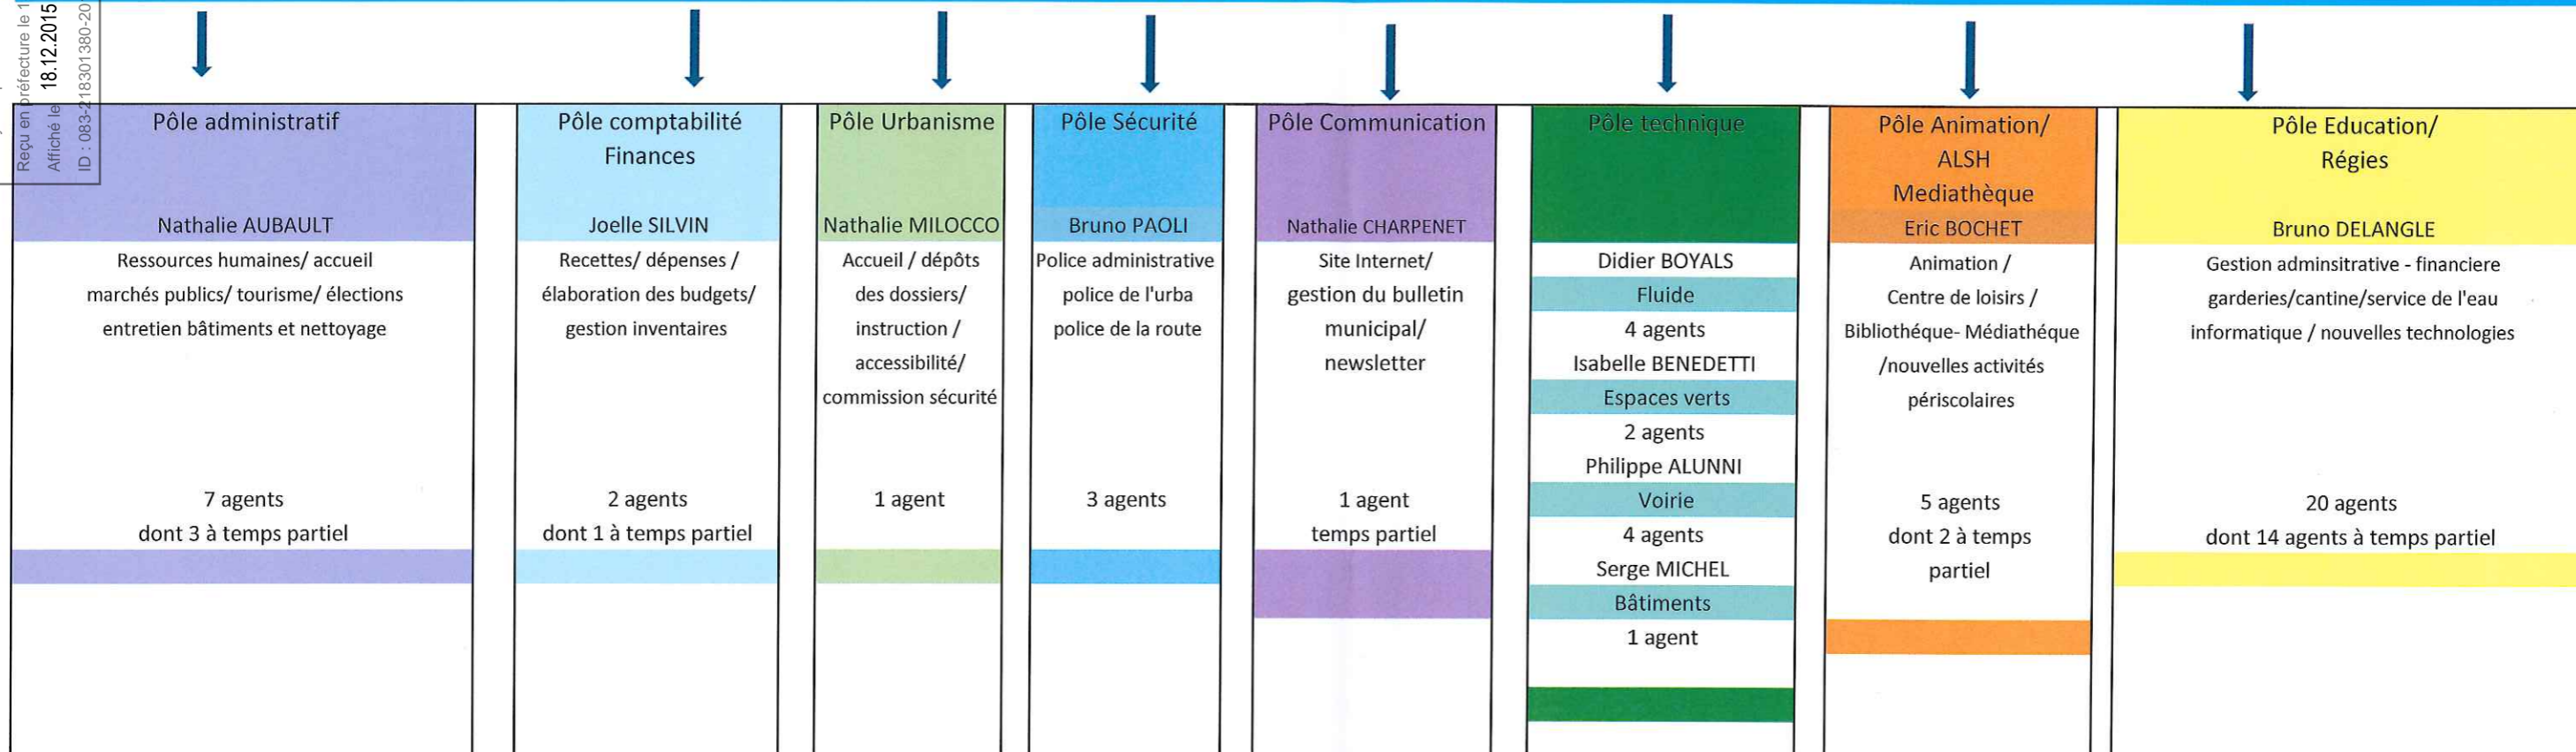 Reçu en préfecture le 1
Affiché le 18.12.2015
ID : 083-218301380-20
Pôle administratif
Nathalie AUBAULT
Ressources humaines/ accueil
marchés publics/ tourisme/ élections
entretien bâtiments et nettoyage
7 agents
dont 3 à temps partiel
Pôle comptabilité
Finances
Joelle SILVIN
Recettes/ dépenses /
élaboration des budgets/
gestion inventaires
2 agents
dont 1 à temps partiel
Pôle Urbanisme
Nathalie MILOCCO
Accueil / dépôts
des dossiers/
instruction /
accessibilité/
commission sécurité
1 agent
Pôle Sécurité
Bruno PAOLI
Police administrative
police de l'urba
police de la route
3 agents
Pôle Communication
Nathalie CHARPENET
Site Internet/
gestion du bulletin
municipal/
newsletter
1 agent
temps partiel
Pôle technique
Didier BOYALS
Fluide
4 agents
Isabelle BENEDETTI
Espaces verts
2 agents
Philippe ALUNNI
Voirie
4 agents
Serge MICHEL
Bâtiments
1 agent
Pôle Animation/
ALSH
Mediathèque
Eric BOCHET
Animation /
Centre de loisirs /
Bibliothéque- Médiathéque
/nouvelles activités
périscolaires
5 agents
dont 2 à temps
partiel
Pôle Education/
Régies
Bruno DELANGLE
Gestion adminsitrative - financiere
garderies/cantine/service de l'eau
informatique / nouvelles technologies
20 agents
dont 14 agents à temps partiel